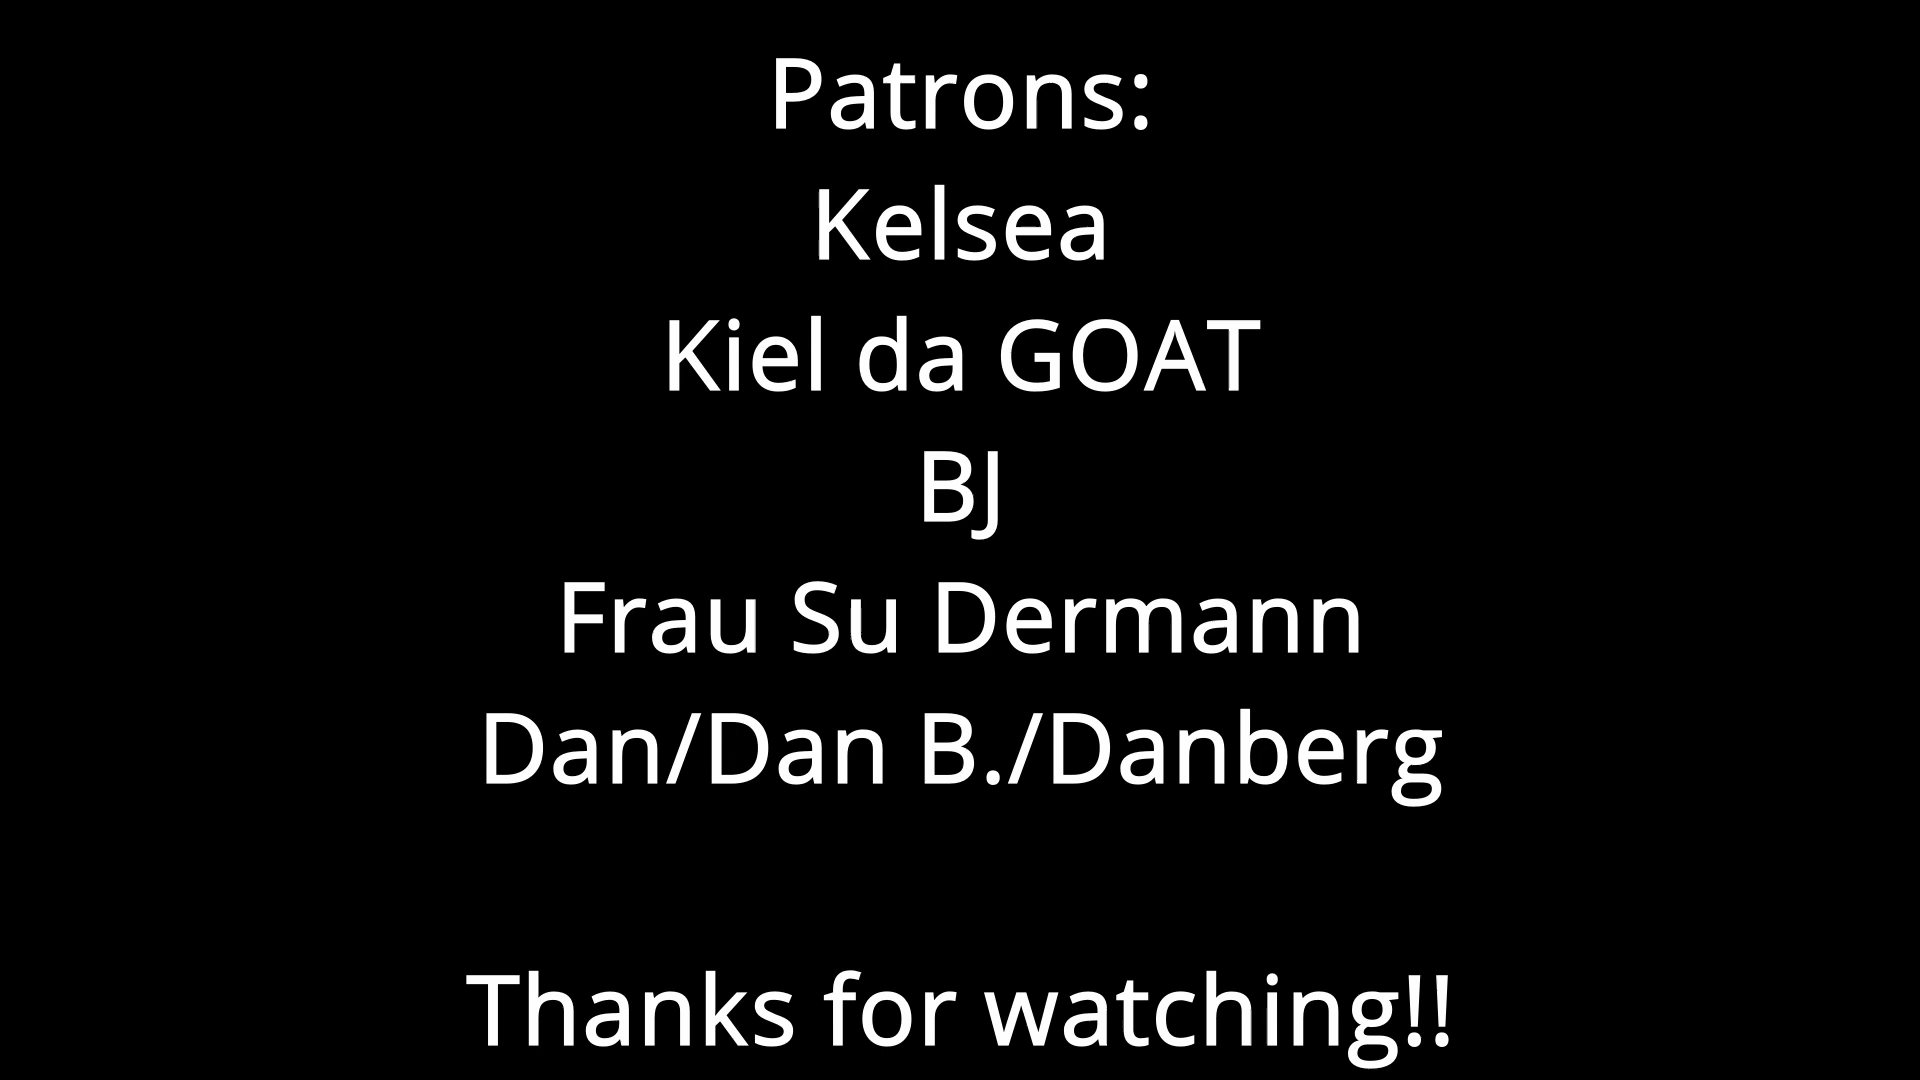 Patrons:
Kelsea
Kiel da GOAT
BJ
Frau Su Dermann
Dan/Dan B./Danberg
Thanks for watching!!